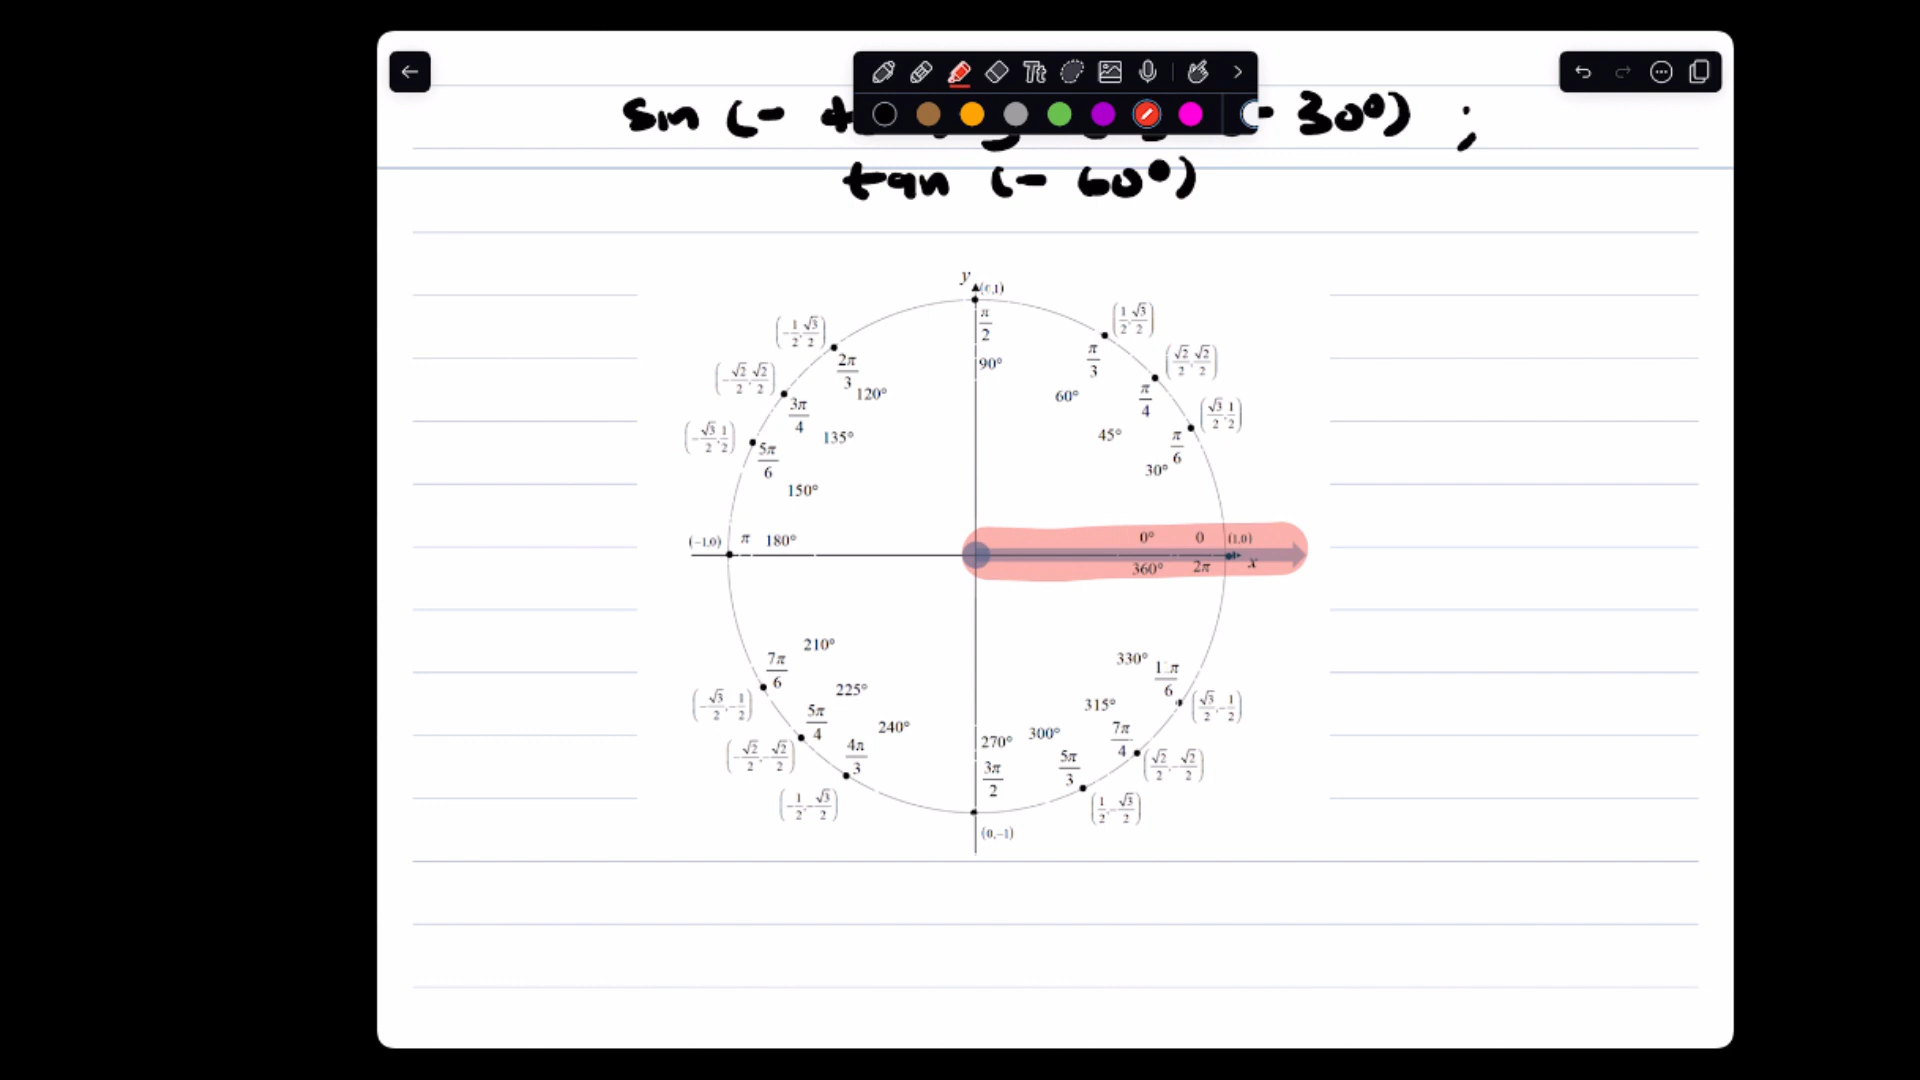 Tt
sin (- 30°) ;
tan (- 60°)
y
(0,1)
π/2
90°
(1/2, √3/2)
π/3
60°
(√2/2, √2/2)
π/4
45°
(√3/2, 1/2)
π/6
30°
(-1/2, √3/2)
2π/3
120°
(-√2/2, √2/2)
3π/4
135°
(-√3/2, 1/2)
5π/6
150°
(-1,0) π 180°
0° 0 (1,0)
360° 2π x
210°
7π/6
(-√3/2, -1/2)
225°
5π/4
(-√2/2, -√2/2)
240°
4π/3
(-1/2, -√3/2)
270°
3π/2
(0,-1)
300°
5π/3
(1/2, -√3/2)
315°
7π/4
(√2/2, -√2/2)
330°
11π/6
(√3/2, -1/2)